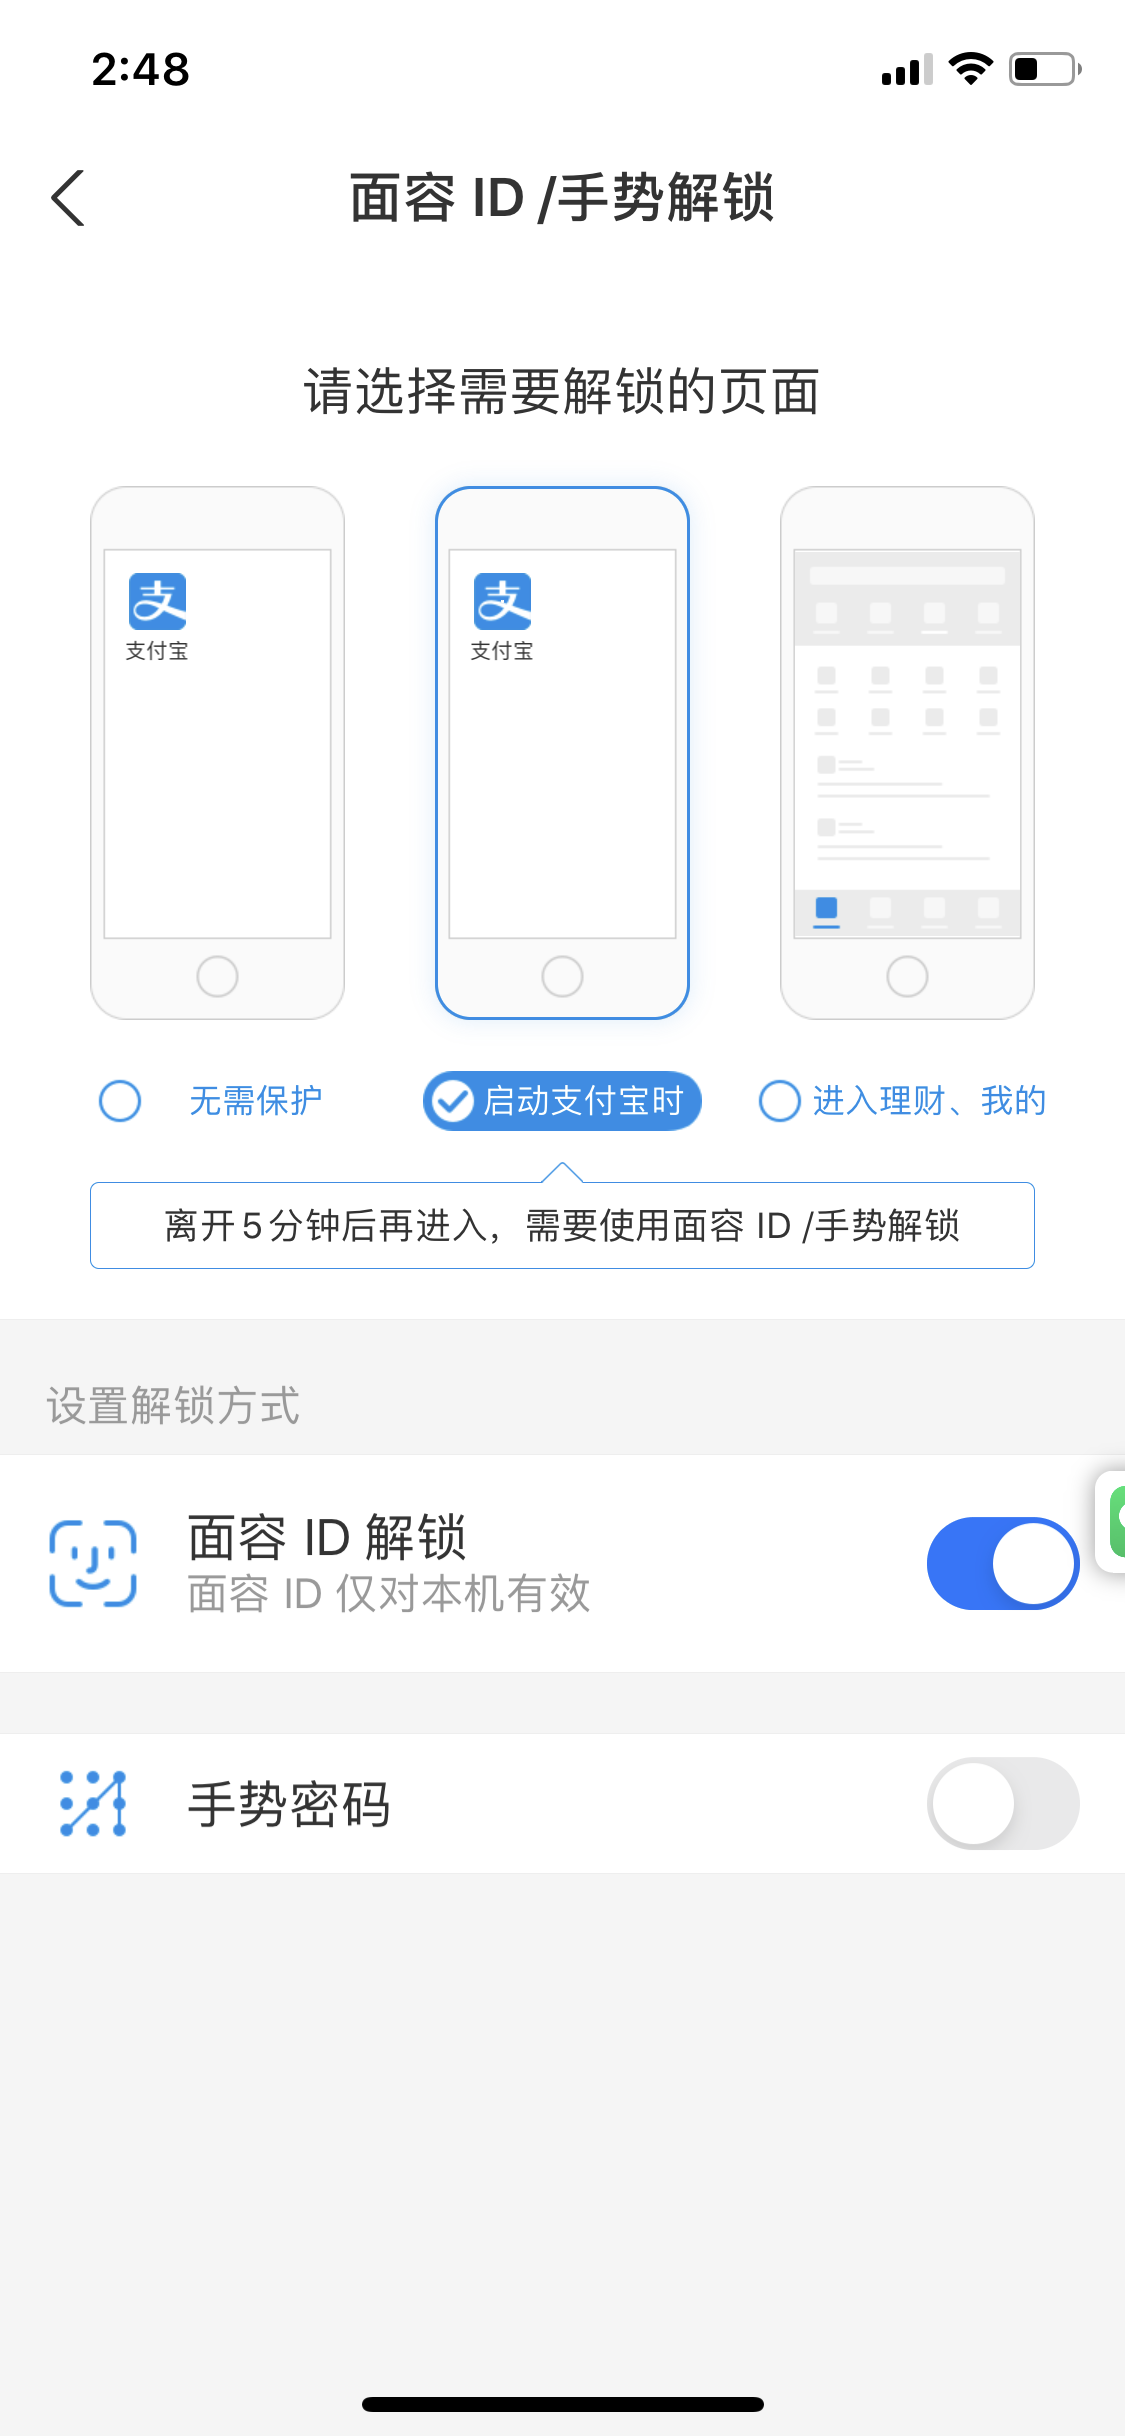 2:48
面容 ID /手势解锁
请选择需要解锁的页面
支付宝
支付宝
无需保护
启动支付宝时
进入理财、我的
离开5分钟后再进入，需要使用面容 ID /手势解锁
设置解锁方式
面容 ID 解锁
面容 ID 仅对本机有效
手势密码